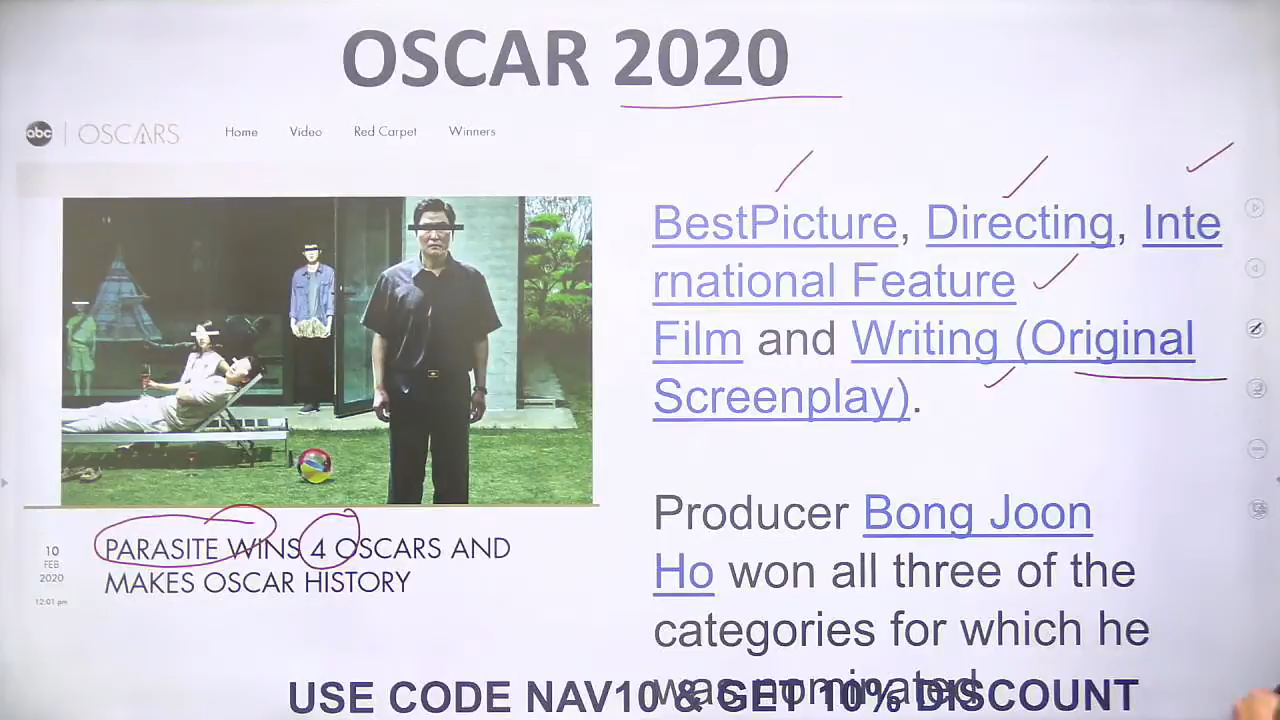 OSCAR 2020
abc OSCARS Home Video Red Carpet Winners
BestPicture, Directing, Inte
rnational Feature
Film and Writing (Original
Screenplay).
Producer Bong Joon
Ho won all three of the
categories for which he
was nominated
10
FEB
2020
12:01 pm
PARASITE WINS 4 OSCARS AND
MAKES OSCAR HISTORY
USE CODE NAV10 & GET 10% DISCOUNT